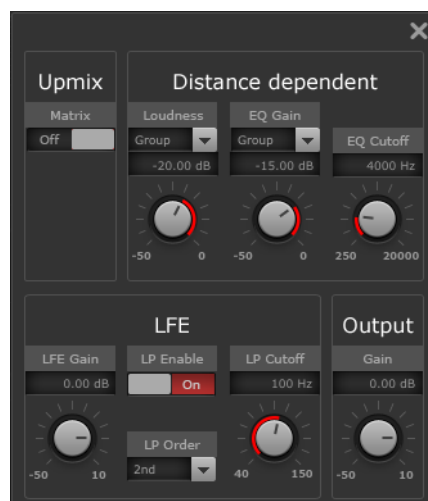 Upmix
Distance dependent
Matrix
Loudness
EQ Gain
Off
Group
Group
EQ Cutoff
-20.00 dB
-15.00 dB
4000 Hz
-50
0
-50
0
250
20000
LFE
Output
LFE Gain
LP Enable
LP Cutoff
Gain
0.00 dB
On
100 Hz
0.00 dB
LP Order
2nd
-50
10
40
150
-50
10